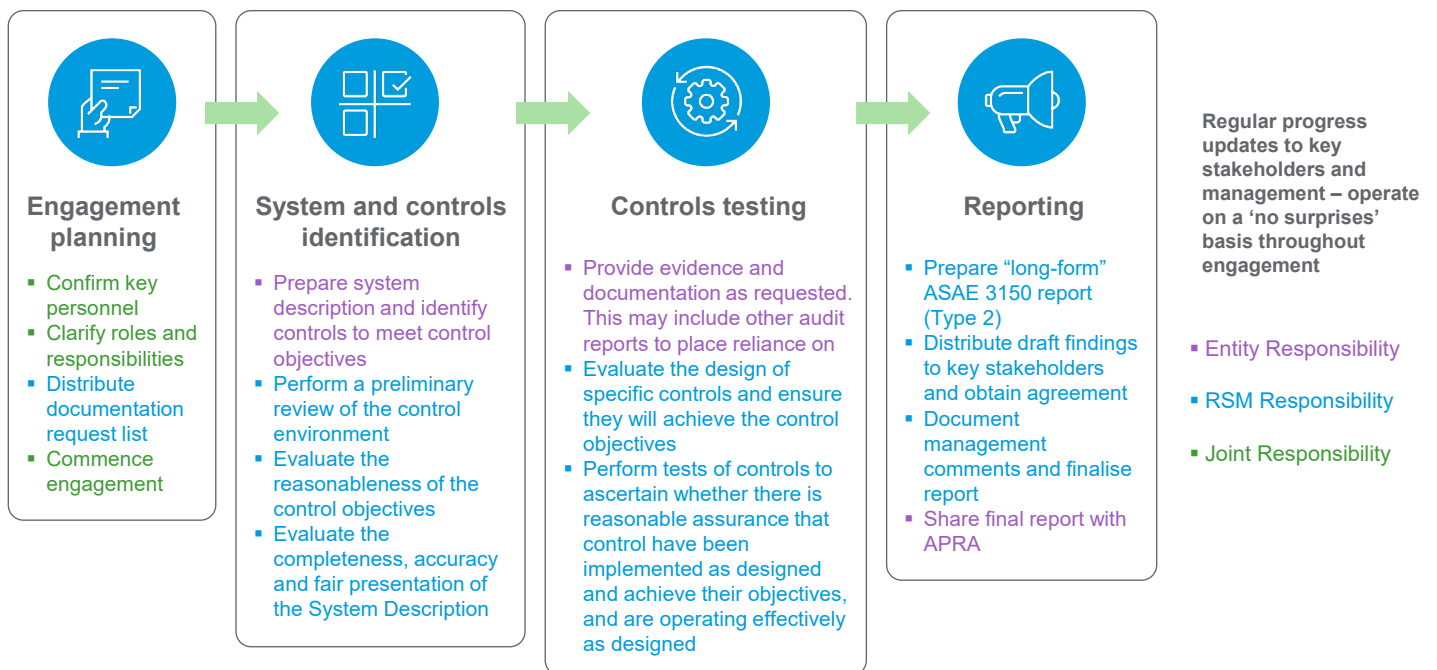 Engagement
planning
▪ Confirm key
personnel
▪ Clarify roles and
responsibilities
▪ Distribute
documentation
request list
▪ Commence
engagement
System and controls
identification
▪ Prepare system
description and identify
controls to meet control
objectives
▪ Perform a preliminary
review of the control
environment
▪ Evaluate the
reasonableness of the
control objectives
▪ Evaluate the
completeness, accuracy
and fair presentation of
the System Description
Controls testing
▪ Provide evidence and
documentation as requested.
This may include other audit
reports to place reliance on
▪ Evaluate the design of
specific controls and ensure
they will achieve the control
objectives
▪ Perform tests of controls to
ascertain whether there is
reasonable assurance that
control have been
implemented as designed
and achieve their objectives,
and are operating effectively
as designed
Reporting
▪ Prepare “long-form”
ASAE 3150 report
(Type 2)
▪ Distribute draft findings
to key stakeholders
and obtain agreement
▪ Document
management
comments and finalise
report
▪ Share final report with
APRA
Regular progress
updates to key
stakeholders and
management – operate
on a ‘no surprises’
basis throughout
engagement
▪ Entity Responsibility
▪ RSM Responsibility
▪ Joint Responsibility